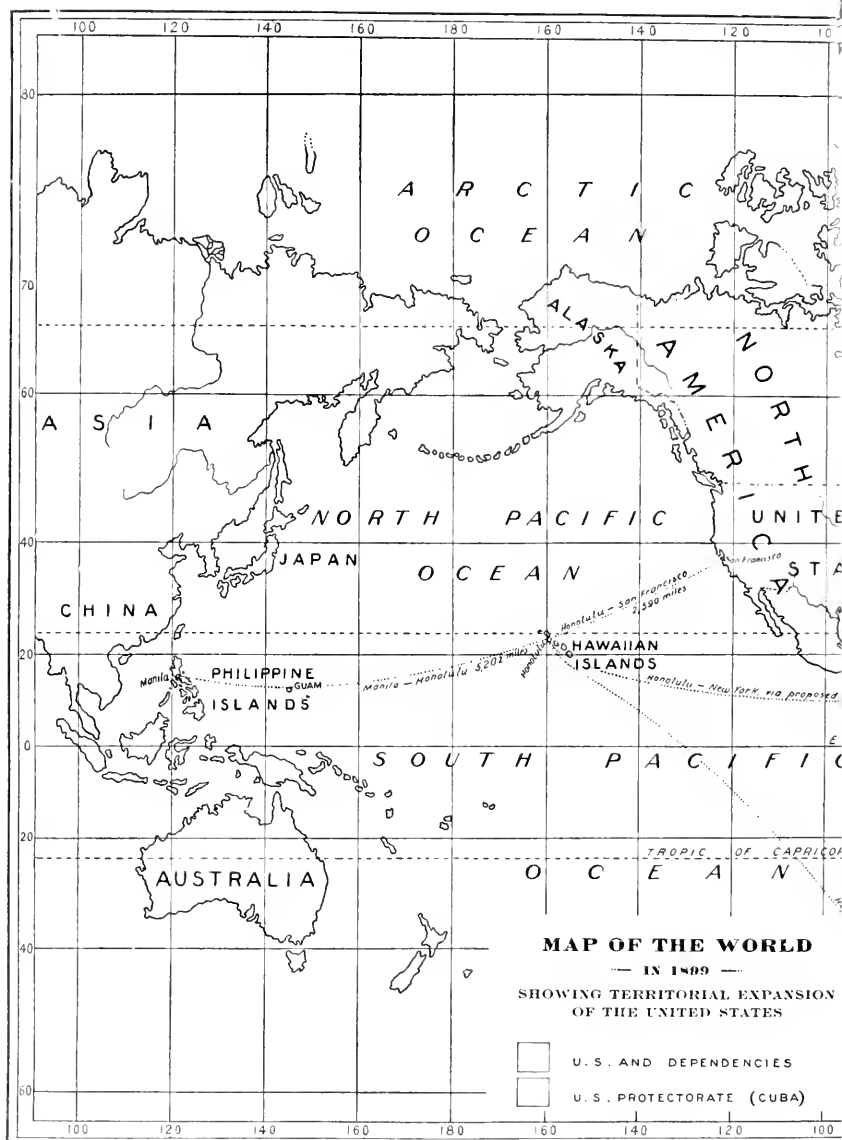 100 120 140 160 180 160 140 120
80
ARCTIC
OCEAN
70
ALASKA
NORTH
AMERICA
60
ASIA
NORTH PACIFIC
OCEAN
UNITE
STA
40
JAPAN
San Francisco
Honolulu - San Francisco
2,590 miles
CHINA
Honolulu
HAWAIIAN
ISLANDS
20
Manila
PHILIPPINE
ISLANDS
GUAM
Manila - Honolulu 5,202 miles
Honolulu - New York, via proposed
0
E
SOUTH PACIFIC
OCEAN
20
TROPIC OF CAPRICOR
AUSTRALIA
40
MAP OF THE WORLD
— IN 1899 —
SHOWING TERRITORIAL EXPANSION
OF THE UNITED STATES
U.S. AND DEPENDENCIES
U.S. PROTECTORATE (CUBA)
60
100 120 140 160 180 160 140 120 100